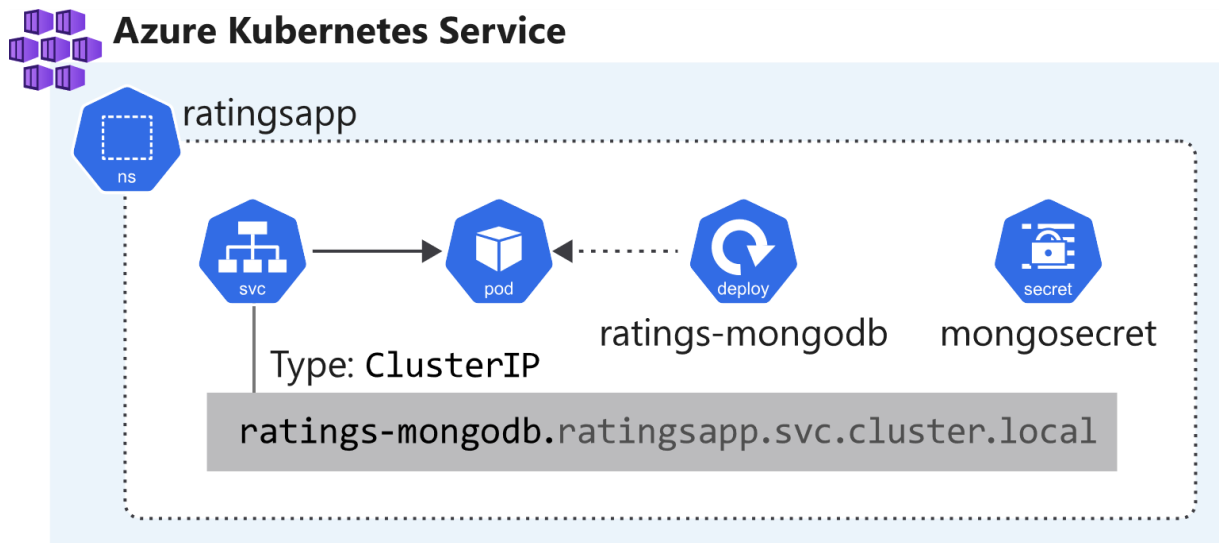 Azure Kubernetes Service
ratingsapp
ns
svc
pod
deploy
secret
ratings-mongodb
mongosecret
Type: ClusterIP
ratings-mongodb.ratingsapp.svc.cluster.local